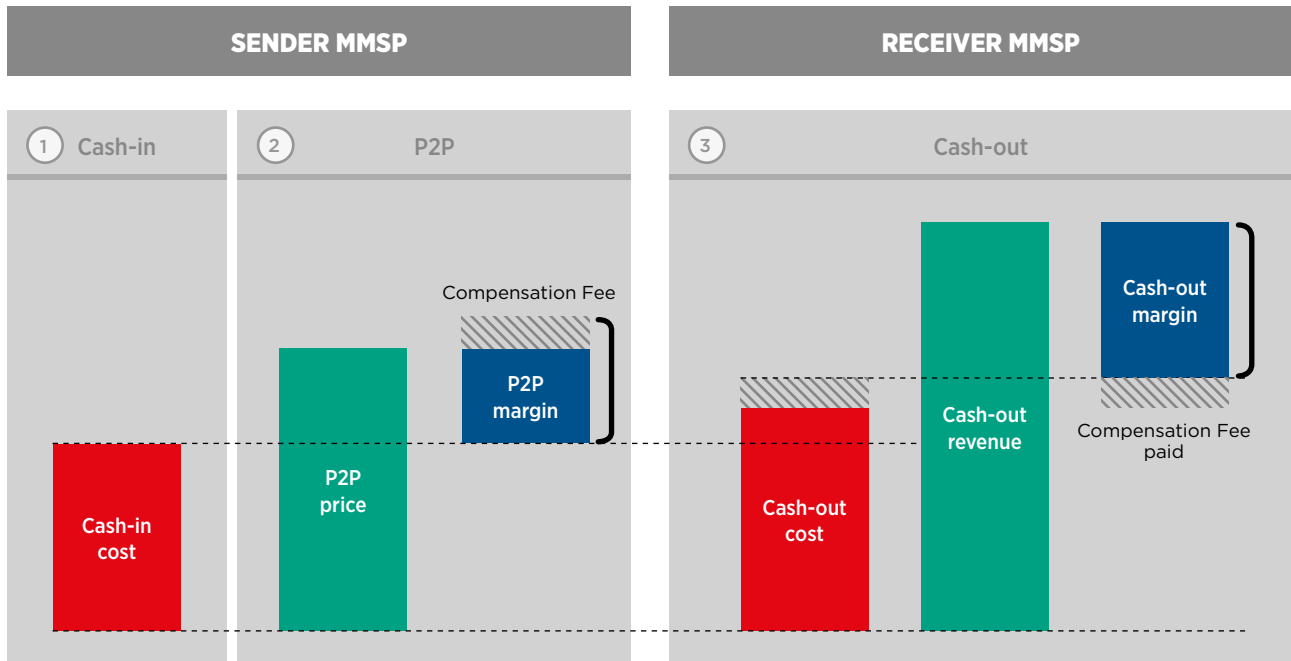 SENDER MMSP
RECEIVER MMSP
1 Cash-in
2 P2P
3 Cash-out
Compensation Fee
P2P
margin
P2P
price
Cash-in
cost
Cash-out
margin
Cash-out
revenue
Compensation Fee
paid
Cash-out
cost